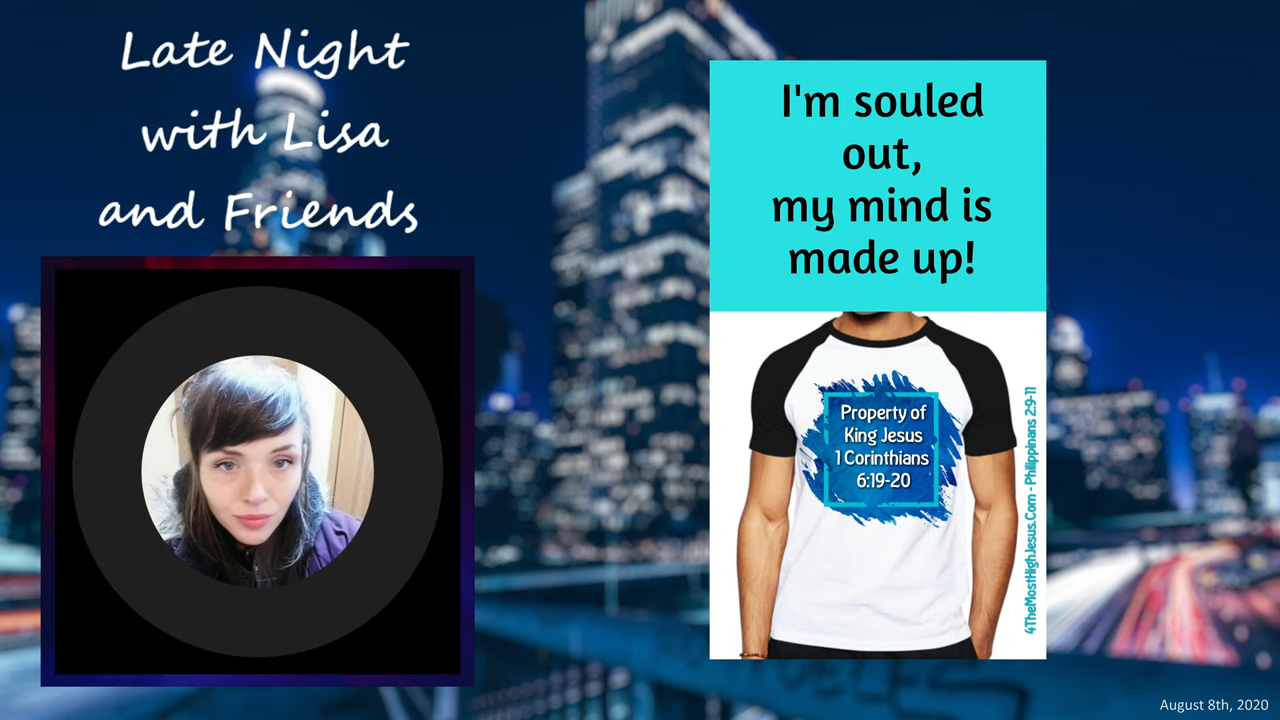 Late Night
with Lisa
and Friends
I'm souled
out,
my mind is
made up!
Property of
King Jesus
1 Corinthians
6:19-20
4TheMostHighJesus.Com - Philippinans 2:9-11
August 8th, 2020